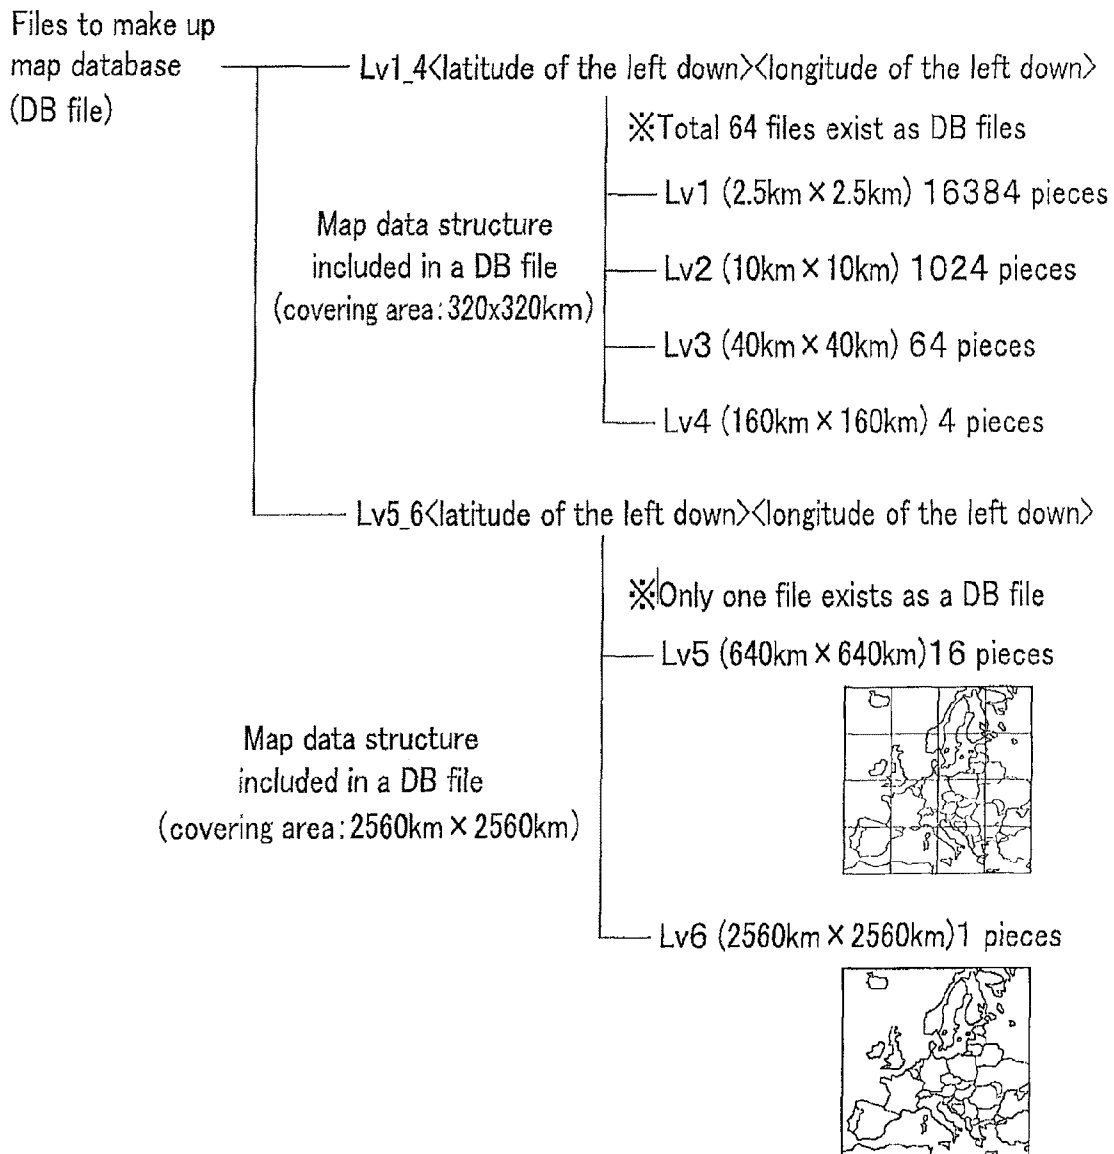 Files to make up
map database
(DB file)
Lv1_4<latitude of the left down><longitude of the left down>
※Total 64 files exist as DB files
Map data structure
included in a DB file
(covering area:320x320km)
Lv1 (2.5km×2.5km) 16384 pieces
Lv2 (10km×10km) 1024 pieces
Lv3 (40km×40km) 64 pieces
Lv4 (160km×160km) 4 pieces
Lv5_6<latitude of the left down><longitude of the left down>
※Only one file exists as a DB file
Map data structure
included in a DB file
(covering area:2560km×2560km)
Lv5 (640km×640km)16 pieces
Lv6 (2560km×2560km)1 pieces